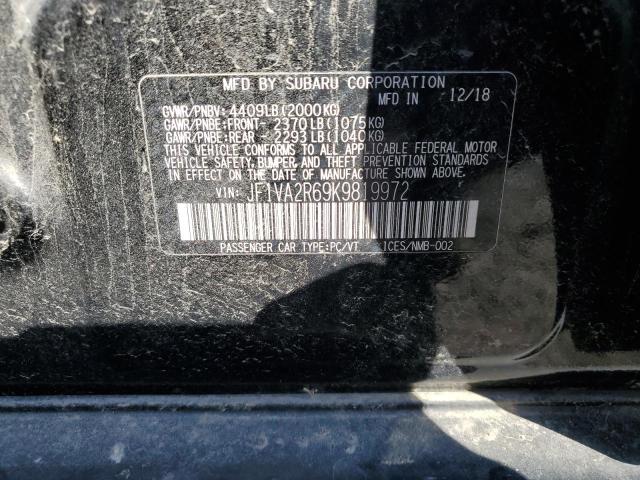 MFD BY SUBARU CORPORATION
MFD IN 12/18
GVWR/PNBV: 4409LB(2000KG)
GAWR/PNBE:FRONT - 2370LB(1075KG)
GAWR/PNBE:REAR - 2293LB(1040KG)
THIS VEHICLE CONFORMS TO ALL APPLICABLE FEDERAL MOTOR
VEHICLE SAFETY, BUMPER, AND THEFT PREVENTION STANDARDS
IN EFFECT ON THE DATE OF MANUFACTURE SHOWN ABOVE.
VIN: JF1VA2R69K9819972
PASSENGER CAR TYPE:PC/VT ICES/NMB-002